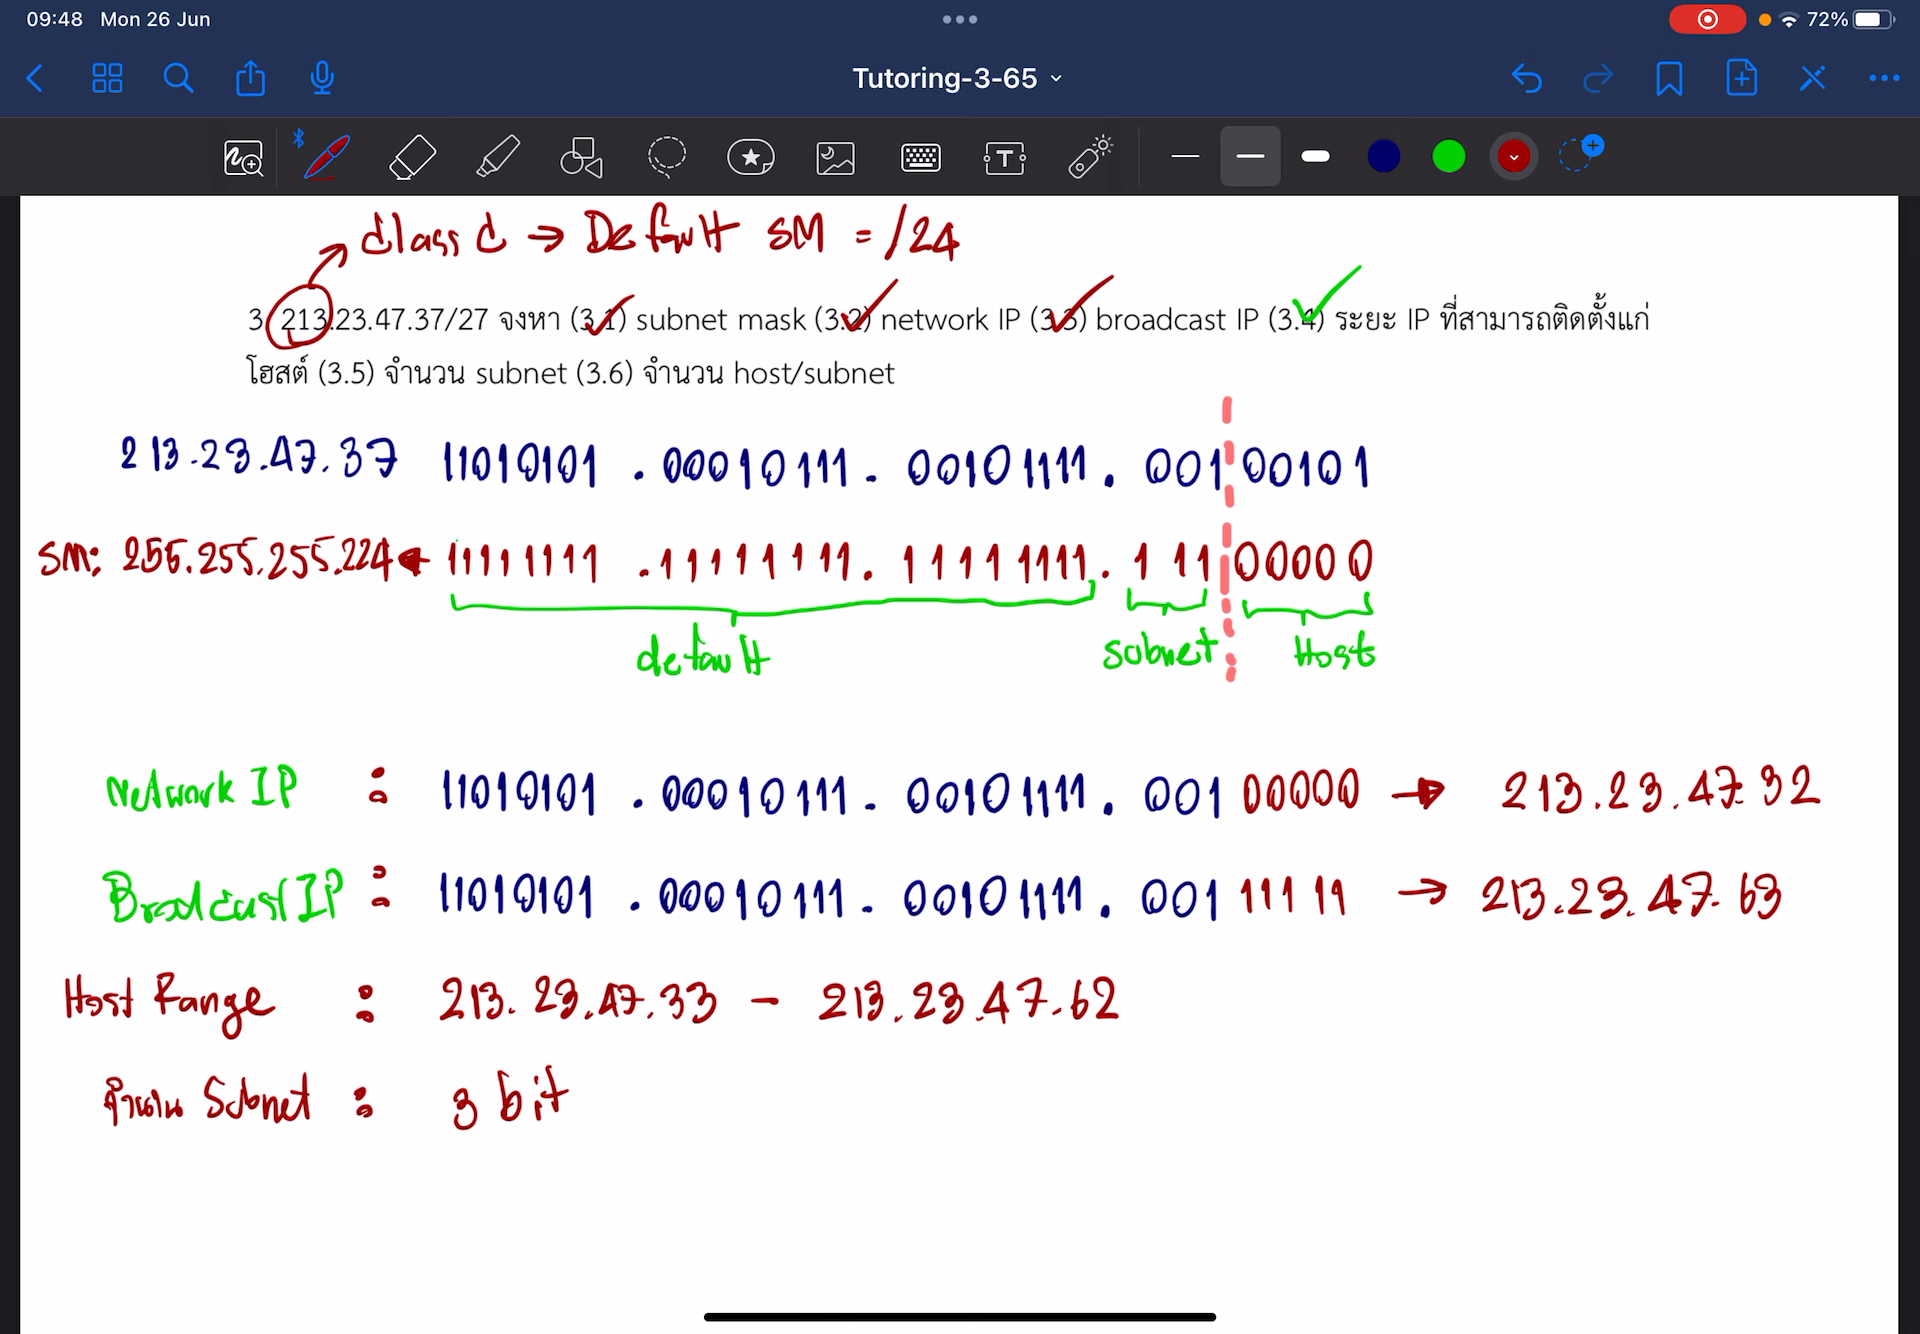 09:48 Mon 26 Jun 72%
Tutoring-3-65
Class C → Default SM = /24
3. 213.23.47.37/27 จงหา (3.1) subnet mask (3.2) network IP (3.3) broadcast IP (3.4) ระยะ IP ที่สามารถติดตั้งแก่
โฮสต์ (3.5) จำนวน subnet (3.6) จำนวน host/subnet
213.23.47.37 11010101 . 00010111 . 00101111 . 001 00101
SM: 255.255.255.224 ← 11111111 . 11111111 . 11111111 . 111 00000
default subnet Host
Network IP : 11010101 . 00010111 . 00101111 . 001 00000 → 213.23.47.32
Brodcast IP : 11010101 . 00010111 . 00101111 . 001 11111 → 213.23.47.63
Host Range : 213.23.47.33 - 213.23.47.62
จำนวน Subnet : 3 bit